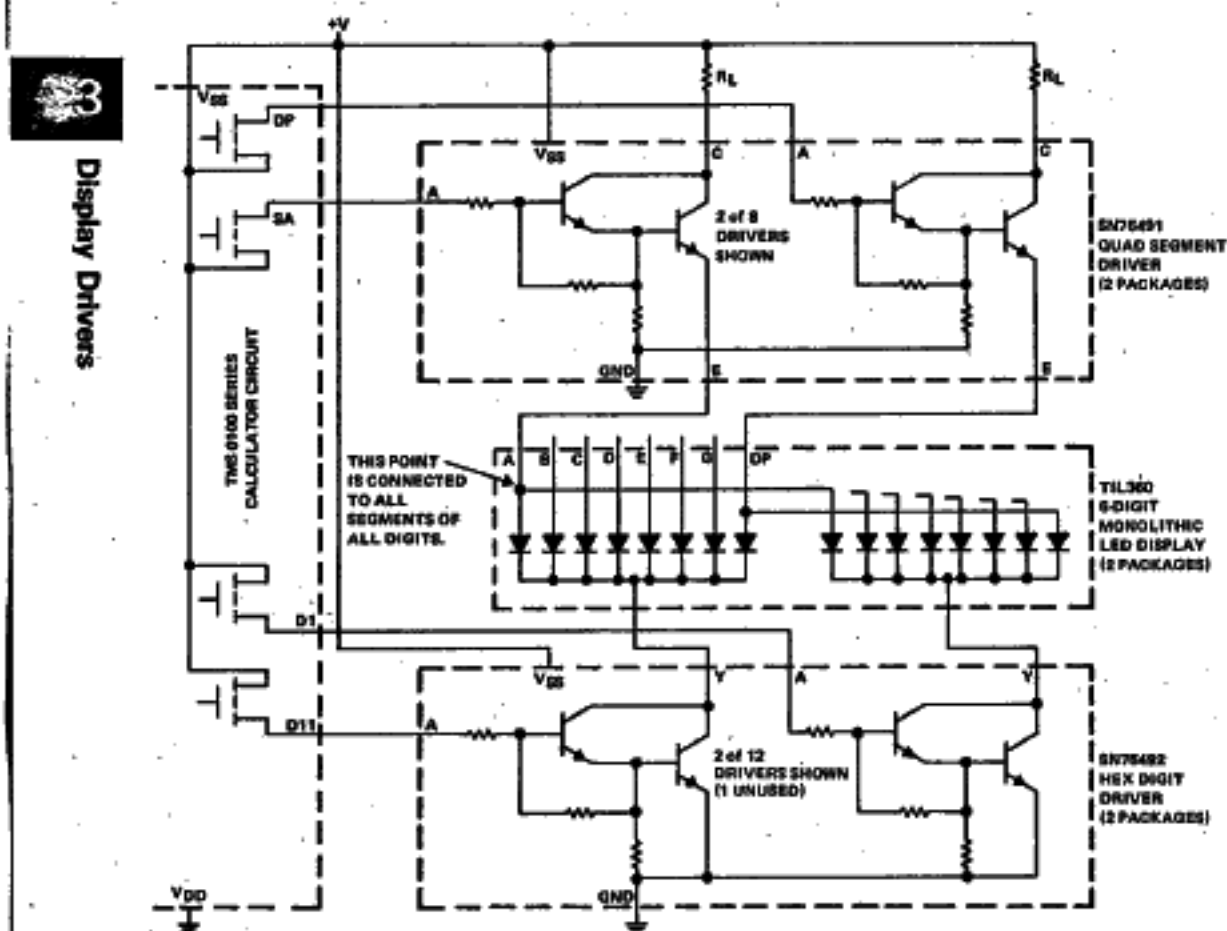 +V
3
Display Drivers
VSS
DP
SA
TMS 0100 SERIES
CALCULATOR CIRCUIT
D1
D11
VDD
RL
RL
VSS
C
A
C
A
2 of 8
DRIVERS
SHOWN
GND
E
E
SN75491
QUAD SEGMENT
DRIVER
(2 PACKAGES)
THIS POINT
IS CONNECTED
TO ALL
SEGMENTS OF
ALL DIGITS.
A B C D E F G DP
TIL360
6-DIGIT
MONOLITHIC
LED DISPLAY
(2 PACKAGES)
VSS
Y
A
Y
A
2 of 12
DRIVERS SHOWN
(1 UNUSED)
GND
SN75492
HEX DIGIT
DRIVER
(2 PACKAGES)